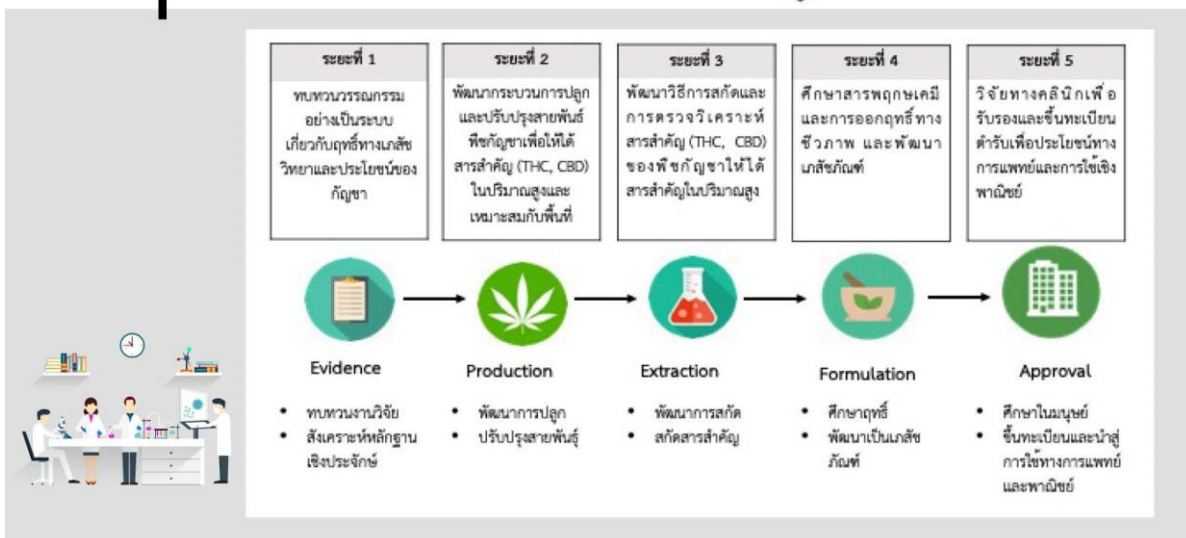 ระยะที่ 1
ทบทวนวรรณกรรม
อย่างเป็นระบบ
เกี่ยวกับฤทธิ์ทางเภสัช
วิทยาและประโยชน์ของ
กัญชา
ระยะที่ 2
พัฒนากระบวนการปลูก
และปรับปรุงสายพันธ์
พืชกัญชาเพื่อให้ได้
สารสำคัญ (THC, CBD)
ในปริมาณสูงและ
เหมาะสมกับพื้นที่
ระยะที่ 3
พัฒนาวิธีการสกัดและ
การตรวจวิเคราะห์
สารสำคัญ (THC, CBD)
ของพืชกัญชาให้ได้
สารสำคัญในปริมาณสูง
ระยะที่ 4
ศึกษาสารพฤกษเคมี
และการออกฤทธิ์ทาง
ชีวภาพ และพัฒนา
เภสัชภัณฑ์
ระยะที่ 5
วิจัยทางคลินิกเพื่อ
รับรองและขึ้นทะเบียน
ตำรับเพื่อประโยชน์ทาง
การแพทย์และการใช้เชิง
พาณิชย์
Evidence
ทบทวนงานวิจัย
สังเคราะห์หลักฐาน
เชิงประจักษ์
Production
พัฒนาการปลูก
ปรับปรุงสายพันธุ์
Extraction
พัฒนาการสกัด
สกัดสารสำคัญ
Formulation
ศึกษาฤทธิ์
พัฒนาเป็นเภสัช
ภัณฑ์
Approval
ศึกษาในมนุษย์
ขึ้นทะเบียนและนำสู่
การใช้ทางการแพทย์
และพาณิชย์